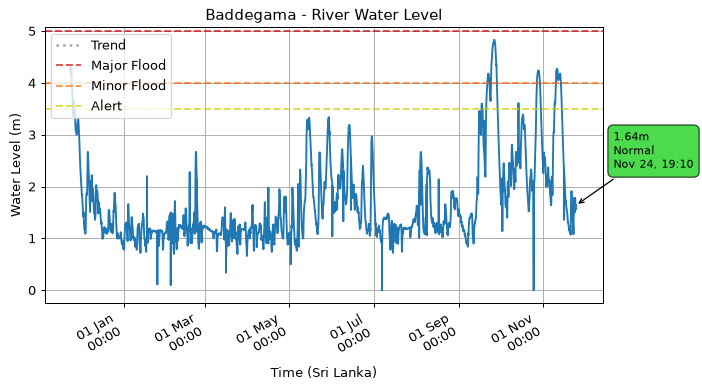 Baddegama - River Water Level
Trend
Major Flood
Minor Flood
Alert
1.64m
Normal
Nov 24, 19:10
Water Level (m)
5
4
3
2
1
0
01 Jan
00:00
01 Mar
00:00
01 May
00:00
01 Jul
00:00
01 Sep
00:00
01 Nov
00:00
Time (Sri Lanka)